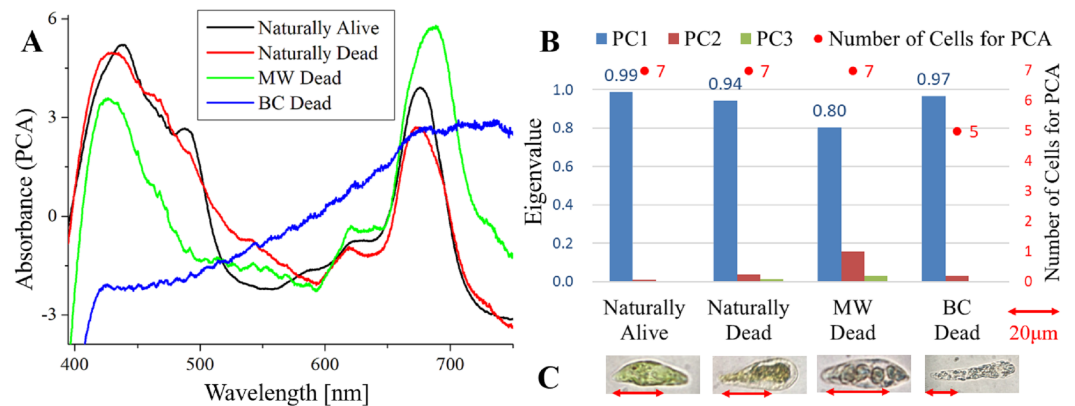 A
Naturally Alive
Naturally Dead
MW Dead
BC Dead
6
3
0
-3
Absorbance (PCA)
400 500 600 700
Wavelength [nm]
B
PC1 PC2 PC3 Number of Cells for PCA
0.99 7 0.94 7 0.80 7 0.97 5
1.0
0.8
0.6
0.4
0.2
0.0
Eigenvalue
7
6
5
4
3
2
1
0
Number of Cells for PCA
Naturally Alive
Naturally Dead
MW Dead
BC Dead
20μm
C